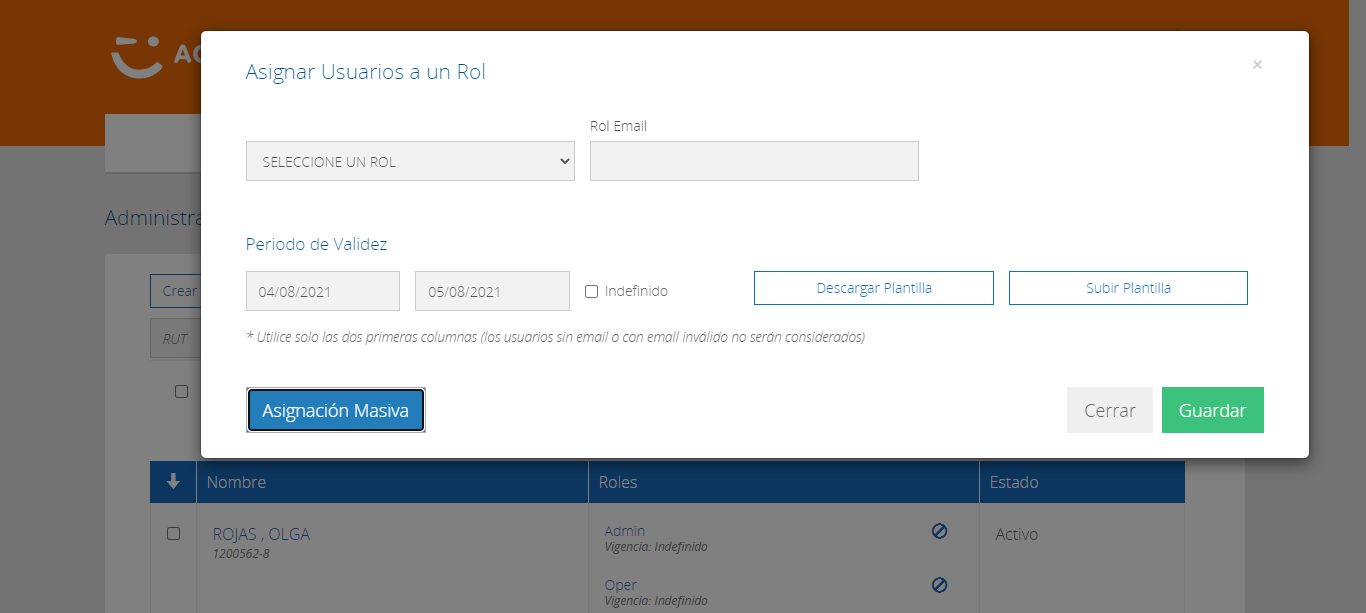 Asignar Usuarios a un Rol
×
Rol Email
SELECCIONE UN ROL
Periodo de Validez
04/08/2021
05/08/2021
Indefinido
Descargar Plantilla
Subir Plantilla
* Utilice solo las dos primeras columnas (los usuarios sin email o con email inválido no serán considerados)
Asignación Masiva
Cerrar
Guardar
Crear
RUT
Nombre
Roles
Estado
ROJAS , OLGA
1200562-8
Admin
Vigencia: Indefinido
Activo
Oper
Vigencia: Indefinido